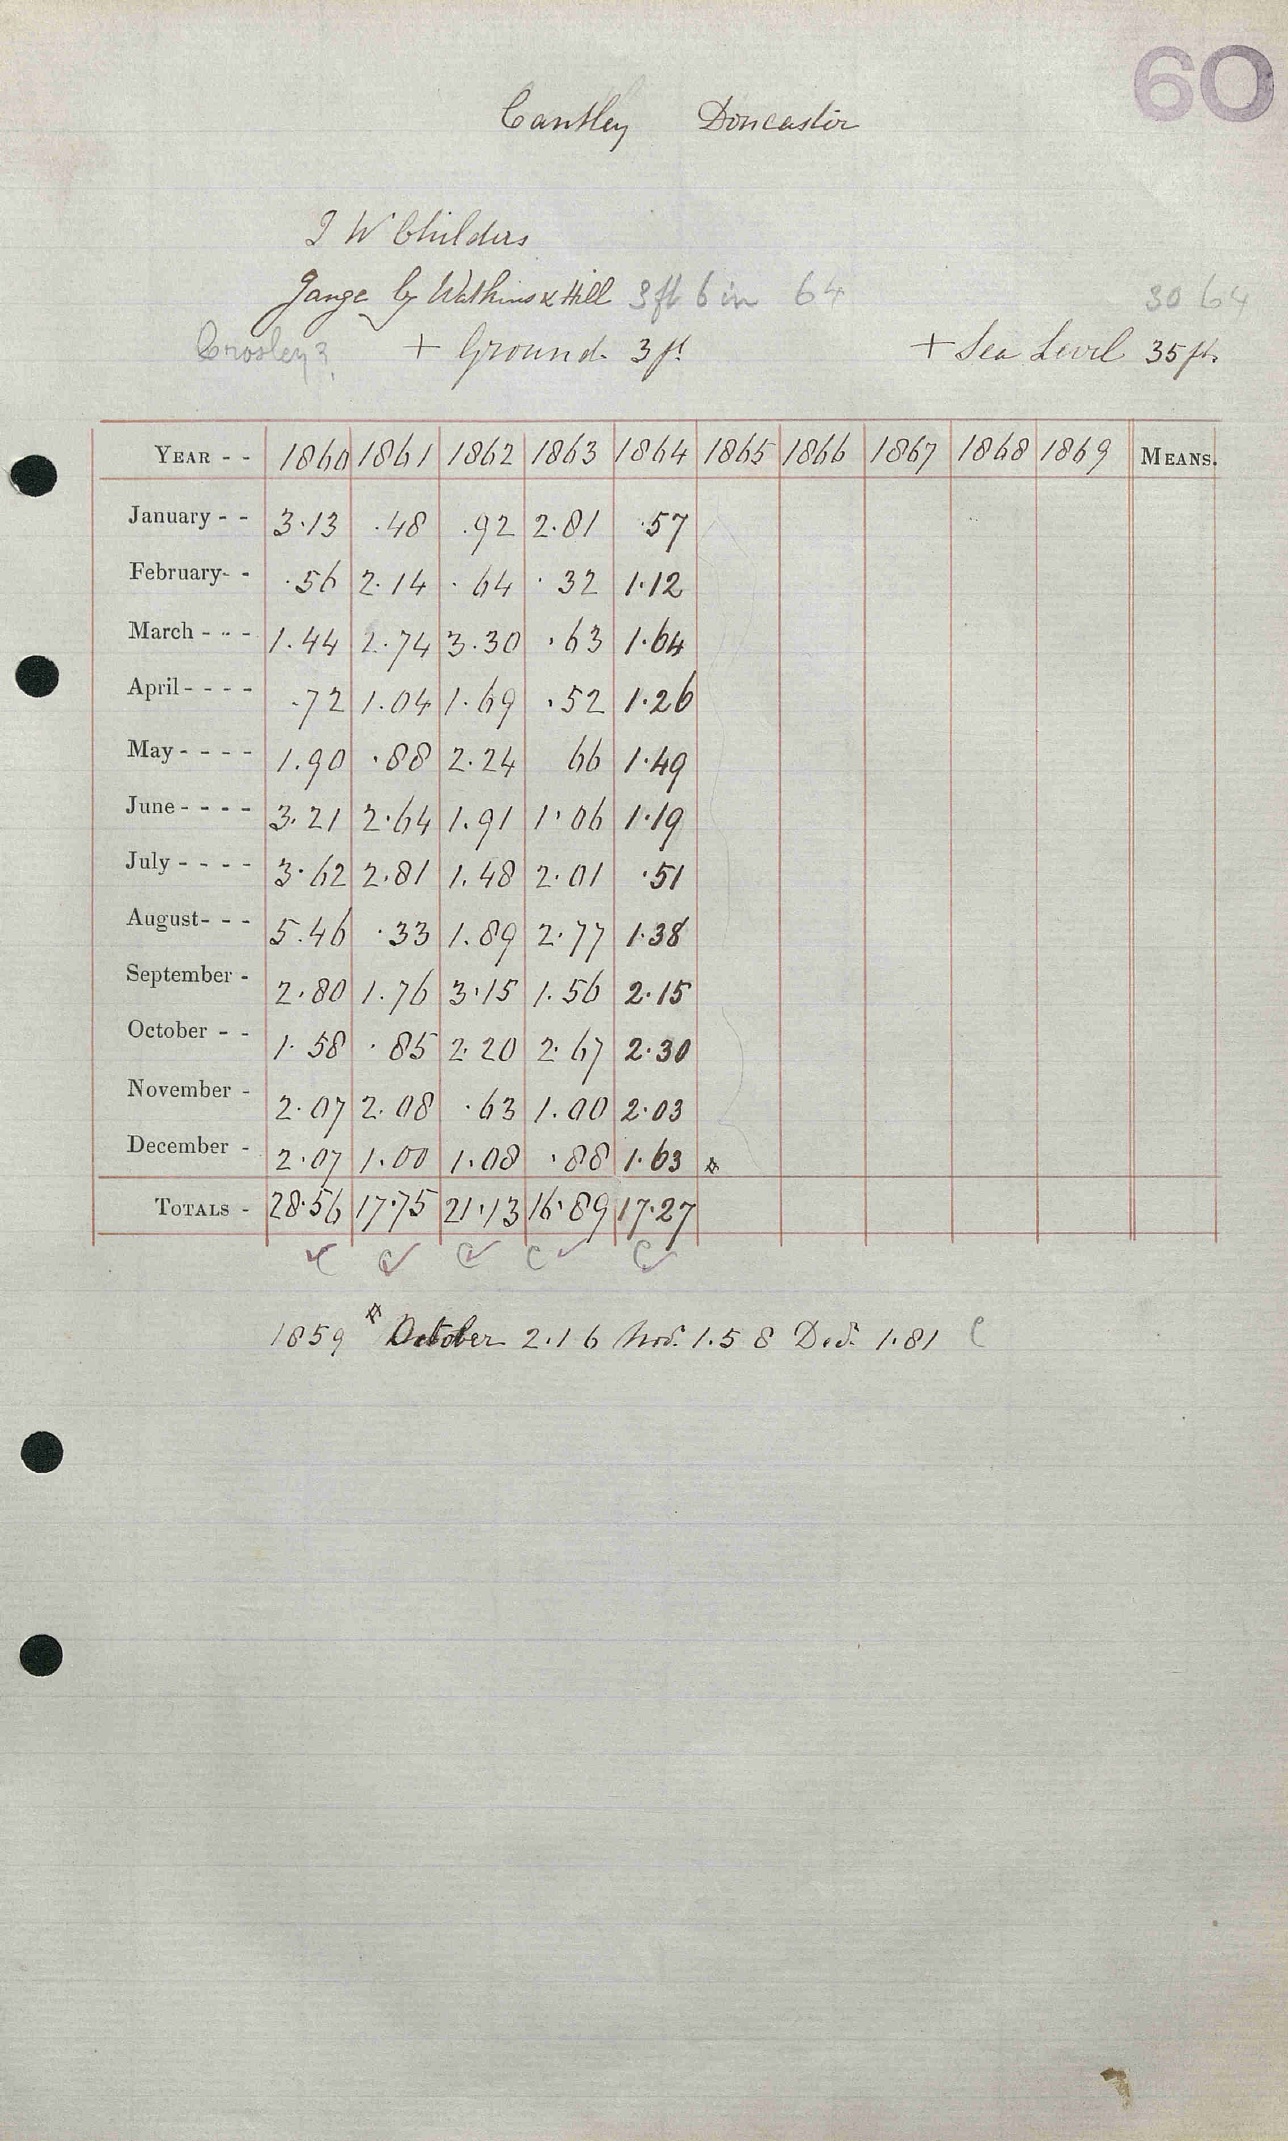 60
Cantley Doncaster
J W Childers
Gauge by Watkins & Hill 3 ft 6 in 64 30 64
Crosley? + Ground. 3 ft + Sea Level 35 ft.
YEAR - - 1860 1861 1862 1863 1864 1865 1866 1867 1868 1869 MEANS.
January - - 3.13 .48 .92 2.81 .57
February- - .56 2.14 .64 .32 1.12
March - - - 1.44 2.74 3.30 .63 1.64
April - - - - .72 1.04 1.69 .52 1.26
May - - - - 1.90 .88 2.24 66 1.49
June - - - - 3.21 2.64 1.91 1.06 1.19
July - - - - 3.62 2.81 1.48 2.01 .51
August- - - 5.46 .33 1.89 2.77 1.38
September - 2.80 1.76 3.15 1.56 2.15
October - - 1.58 .85 2.20 2.67 2.30
November - 2.07 2.08 .63 1.00 2.03
December - 2.07 1.00 1.08 .88 1.63 *
TOTALS - 28.56 17.75 21.13 16.89 17.27
C C C C C
1859 * October 2.16 Nov. 1.58 Dec. 1.81 C